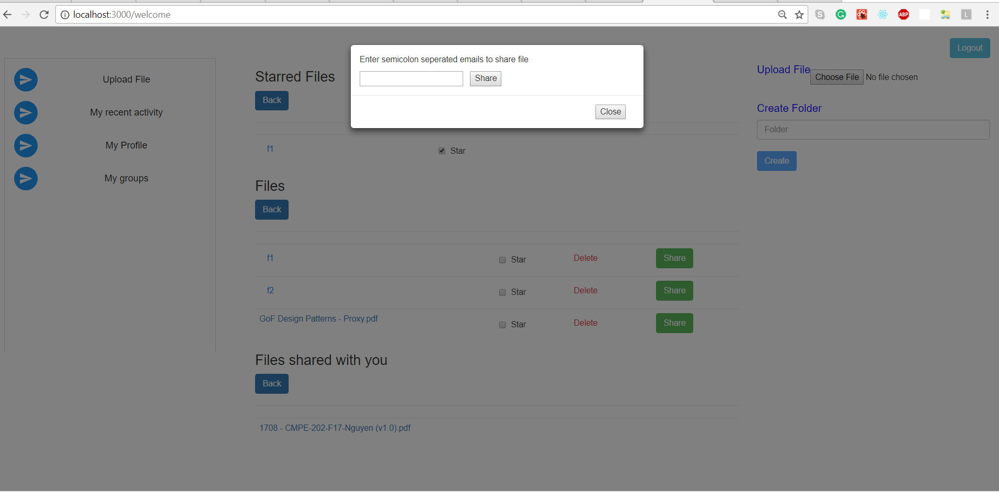 localhost:3000/welcome
S
G
ABP
L
Logout
Enter semicolon seperated emails to share file
Share
Close
Upload File
My recent activity
My Profile
My groups
Starred Files
Back
f1
Star
Files
Back
f1 Star Delete Share
f2 Star Delete Share
GoF Design Patterns - Proxy.pdf Star Delete Share
Files shared with you
Back
1708 - CMPE-202-F17-Nguyen (v1.0).pdf
Upload File Choose File No file chosen
Create Folder
Folder
Create